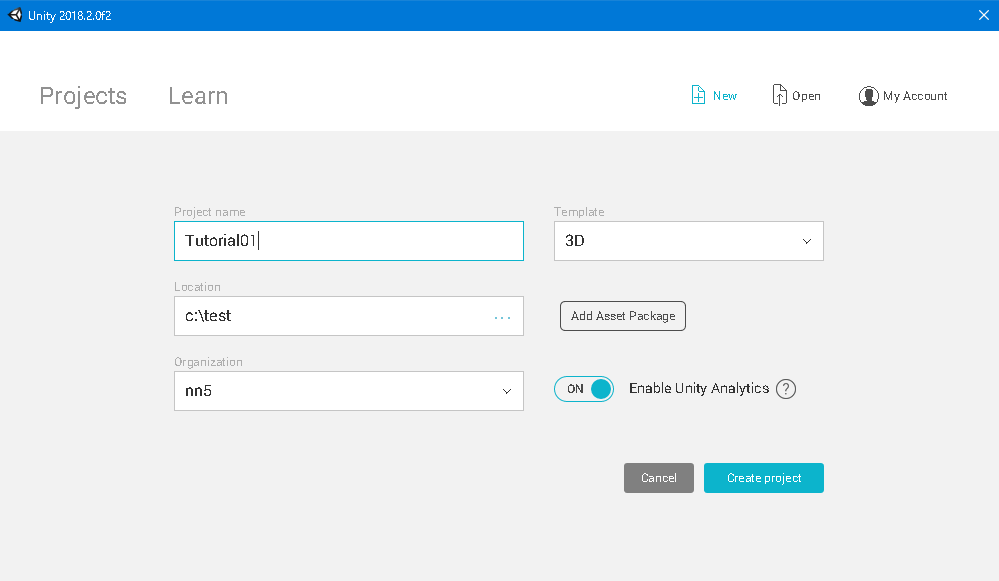 Unity 2018.2.0f2
Projects
Learn
New
Open
My Account
Project name
Tutorial01
Template
3D
Location
c:\test
...
Add Asset Package
Organization
nn5
ON
Enable Unity Analytics ?
Cancel
Create project